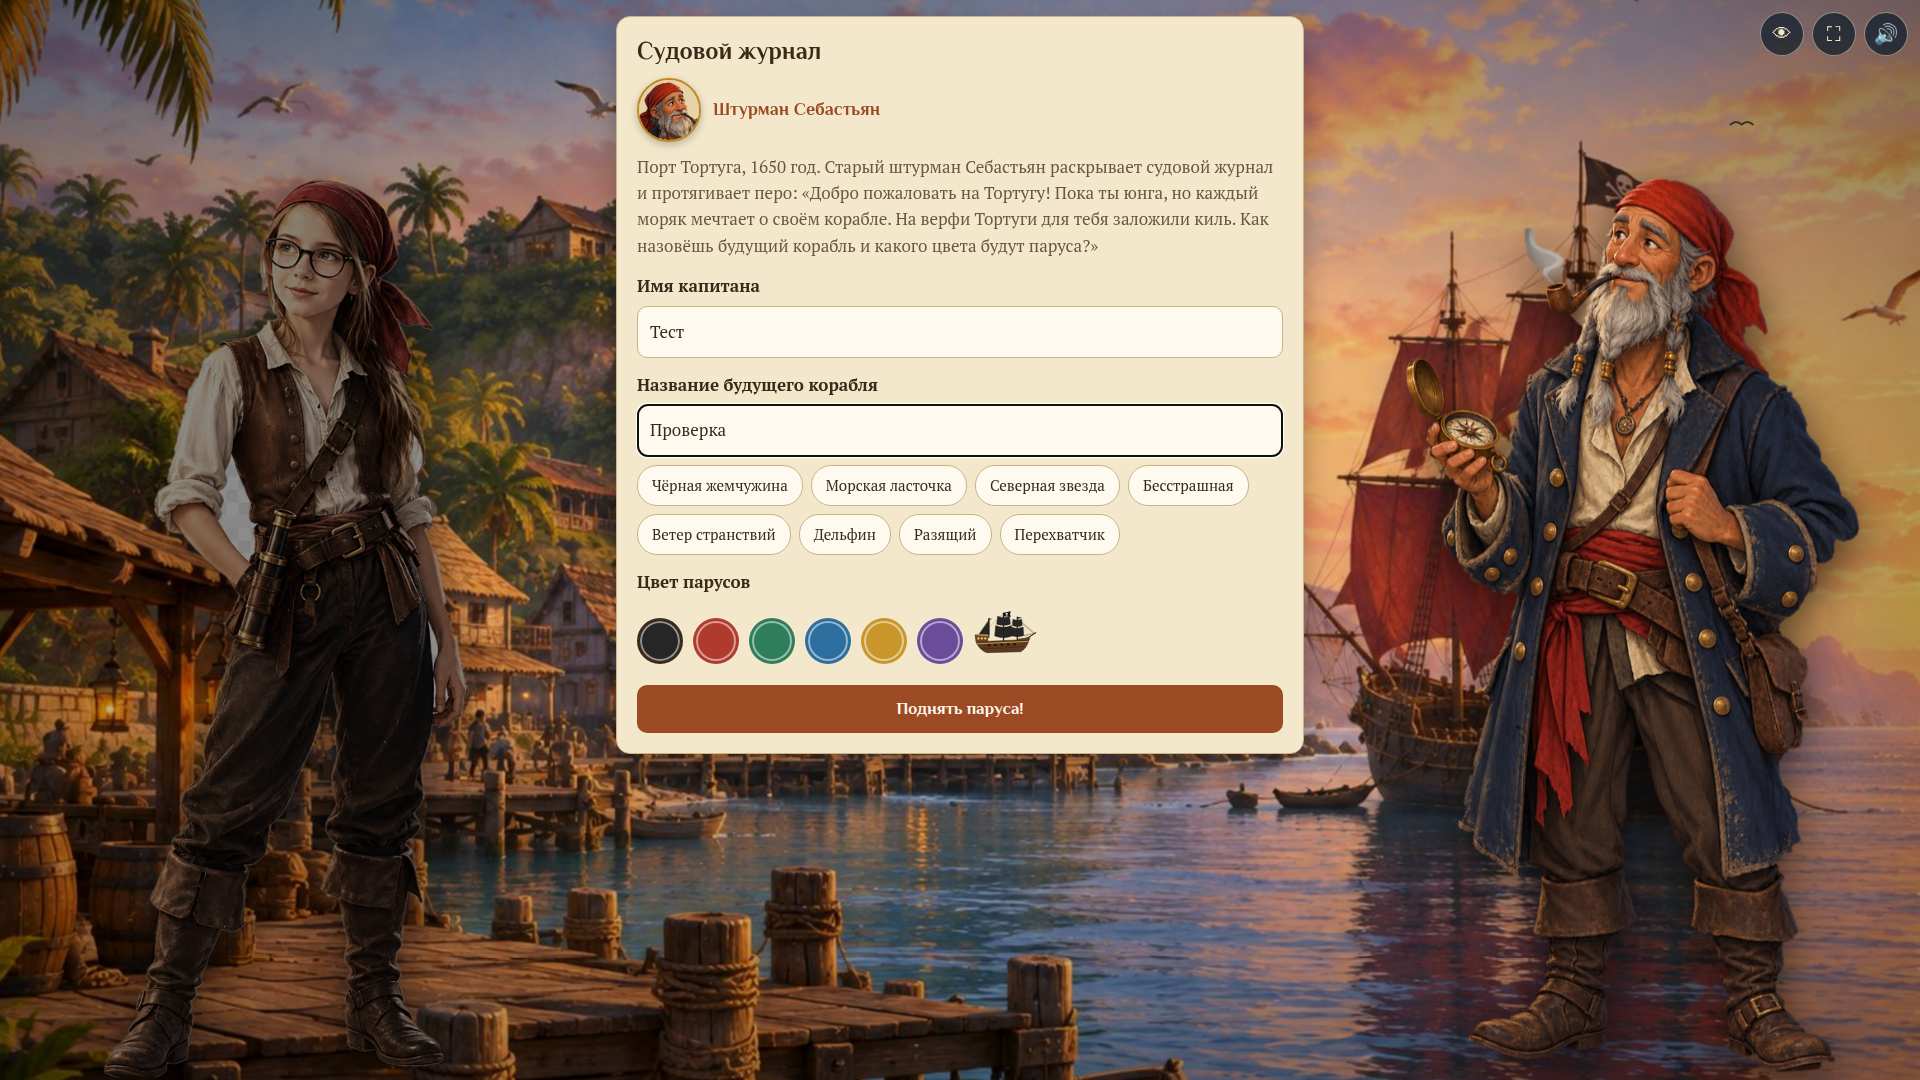 Судовой журнал
Штурман Себастьян
Порт Тортуга, 1650 год. Старый штурман Себастьян раскрывает судовой журнал
и протягивает перо: «Добро пожаловать на Тортугу! Пока ты юнга, но каждый
моряк мечтает о своём корабле. На верфи Тортуги для тебя заложили киль. Как
назовёшь будущий корабль и какого цвета будут паруса?»
Имя капитана
Тест
Название будущего корабля
Проверка
Чёрная жемчужина Морская ласточка Северная звезда Бесстрашная
Ветер странствий Дельфин Разящий Перехватчик
Цвет парусов
Поднять паруса!